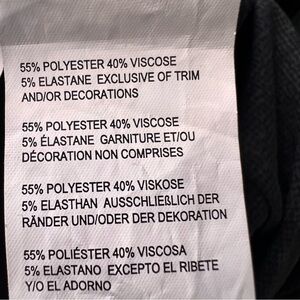 55% POLYESTER 40% VISCOSE
5% ELASTANE EXCLUSIVE OF TRIM
AND/OR DECORATIONS
55% POLYESTER 40% VISCOSE
5% ÉLASTANE GARNITURE ET/OU
DÉCORATION NON COMPRISES
55% POLYESTER 40% VISKOSE
5% ELASTHAN AUSSCHLIEßLICH DER
RÄNDER UND/ODER DER DEKORATION
55% POLIÉSTER 40% VISCOSA
5% ELASTANO EXCEPTO EL RIBETE
Y/O EL ADORNO